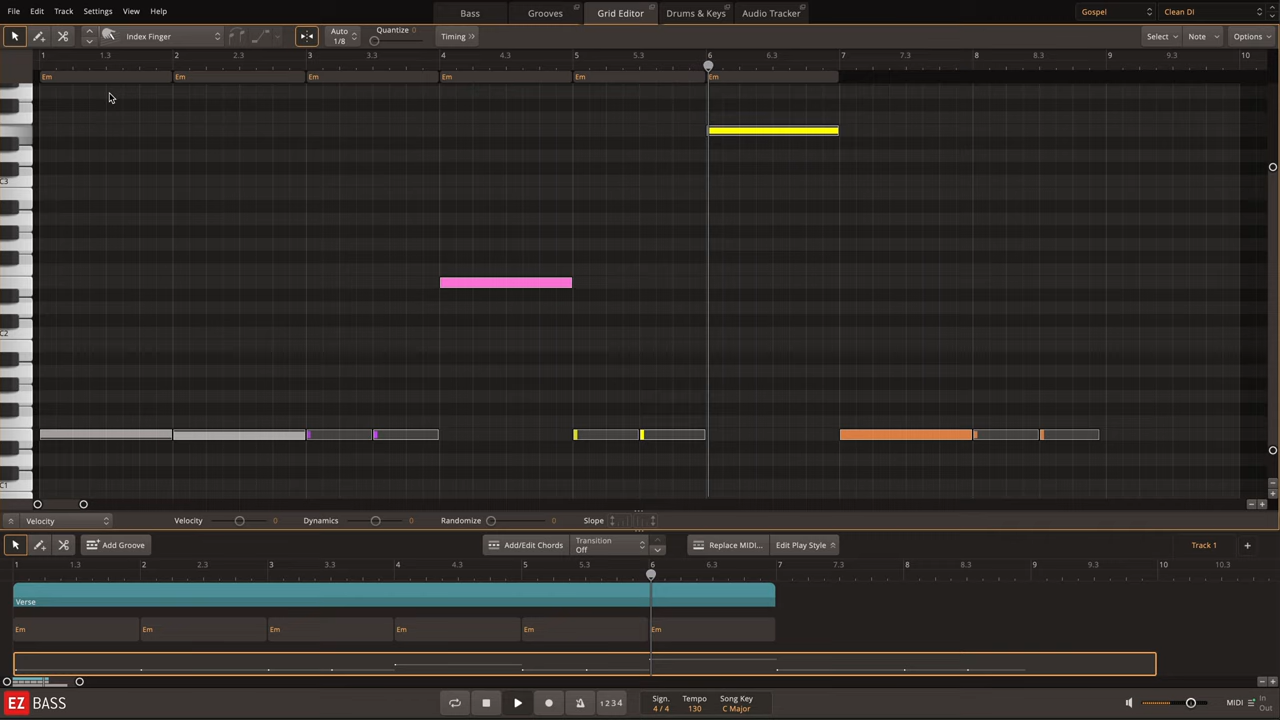 File Edit Track Settings View Help
Bass Grooves Grid Editor Drums & Keys Audio Tracker
Gospel Clean DI
Index Finger
Auto
1/8
Quantize 0
Timing
Select Note Options
1 1.3 2 2.3 3 3.3 4 4.3 5 5.3 6 6.3 7 7.3 8 8.3 9 9.3 10
Em Em Em Em Em Em
C3
C2
C1
Velocity Velocity 0 Dynamics 0 Randomize 0 Slope
Add Groove Add/Edit Chords
Transition
Off
Replace MIDI... Edit Play Style Track 1
1 1.3 2 2.3 3 3.3 4 4.3 5 5.3 6 6.3 7 7.3 8 8.3 9 9.3 10 10.3
Verse
Em Em Em Em Em Em
EZ BASS
1 2 3 4
Sign. Tempo Song Key
4 / 4 130 C Major
MIDI In
Out